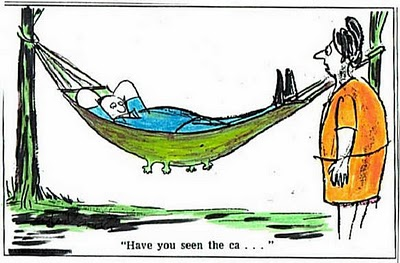 "Have you seen the ca . . . "